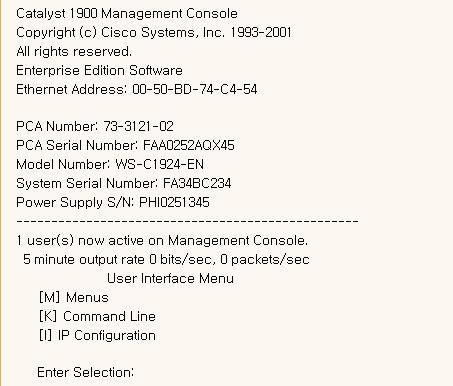 Catalyst 1900 Management Console
Copyright (c) Cisco Systems, Inc. 1993-2001
All rights reserved.
Enterprise Edition Software
Ethernet Address: 00-50-BD-74-C4-54
PCA Number: 73-3121-02
PCA Serial Number: FAA0252AQX45
Model Number: WS-C1924-EN
System Serial Number: FA34BC234
Power Supply S/N: PHI0251345
-------------------------------------------------
1 user(s) now active on Management Console.
5 minute output rate 0 bits/sec, 0 packets/sec
User Interface Menu
[M] Menus
[K] Command Line
[I] IP Configuration
Enter Selection: